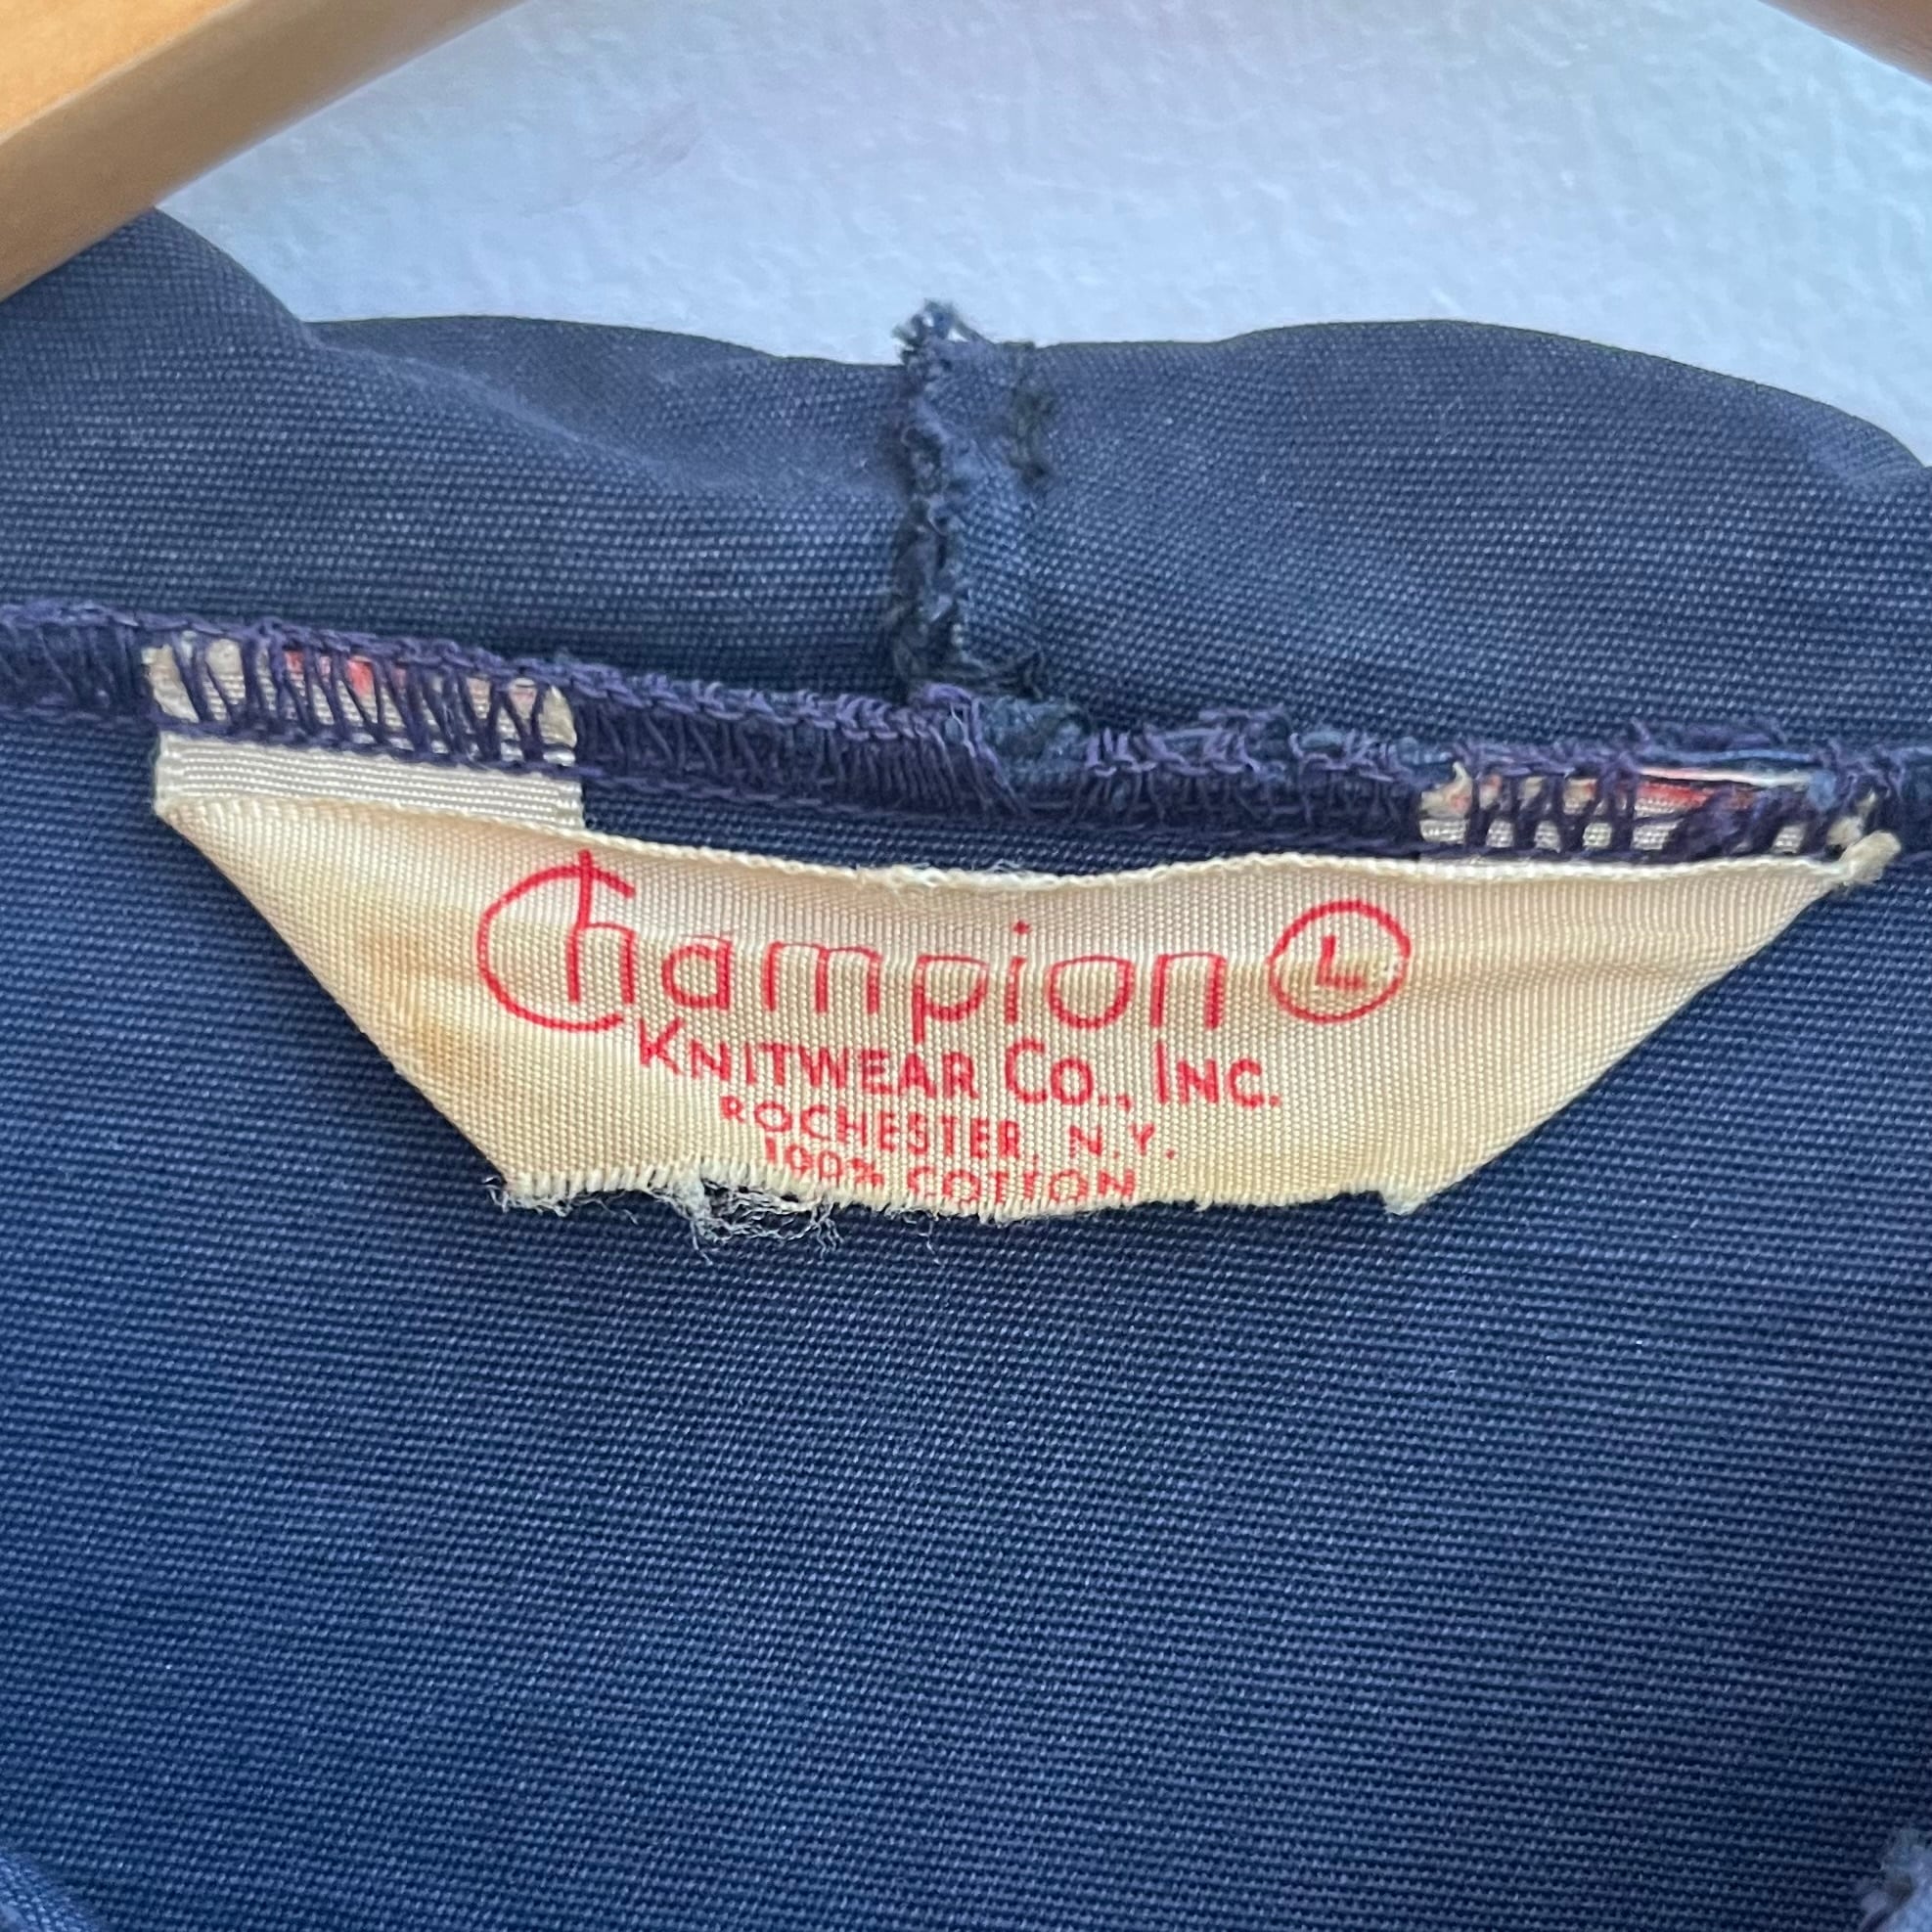 Champion L
KNITWEAR CO., INC.
ROCHESTER, N.Y.
100% COTTON